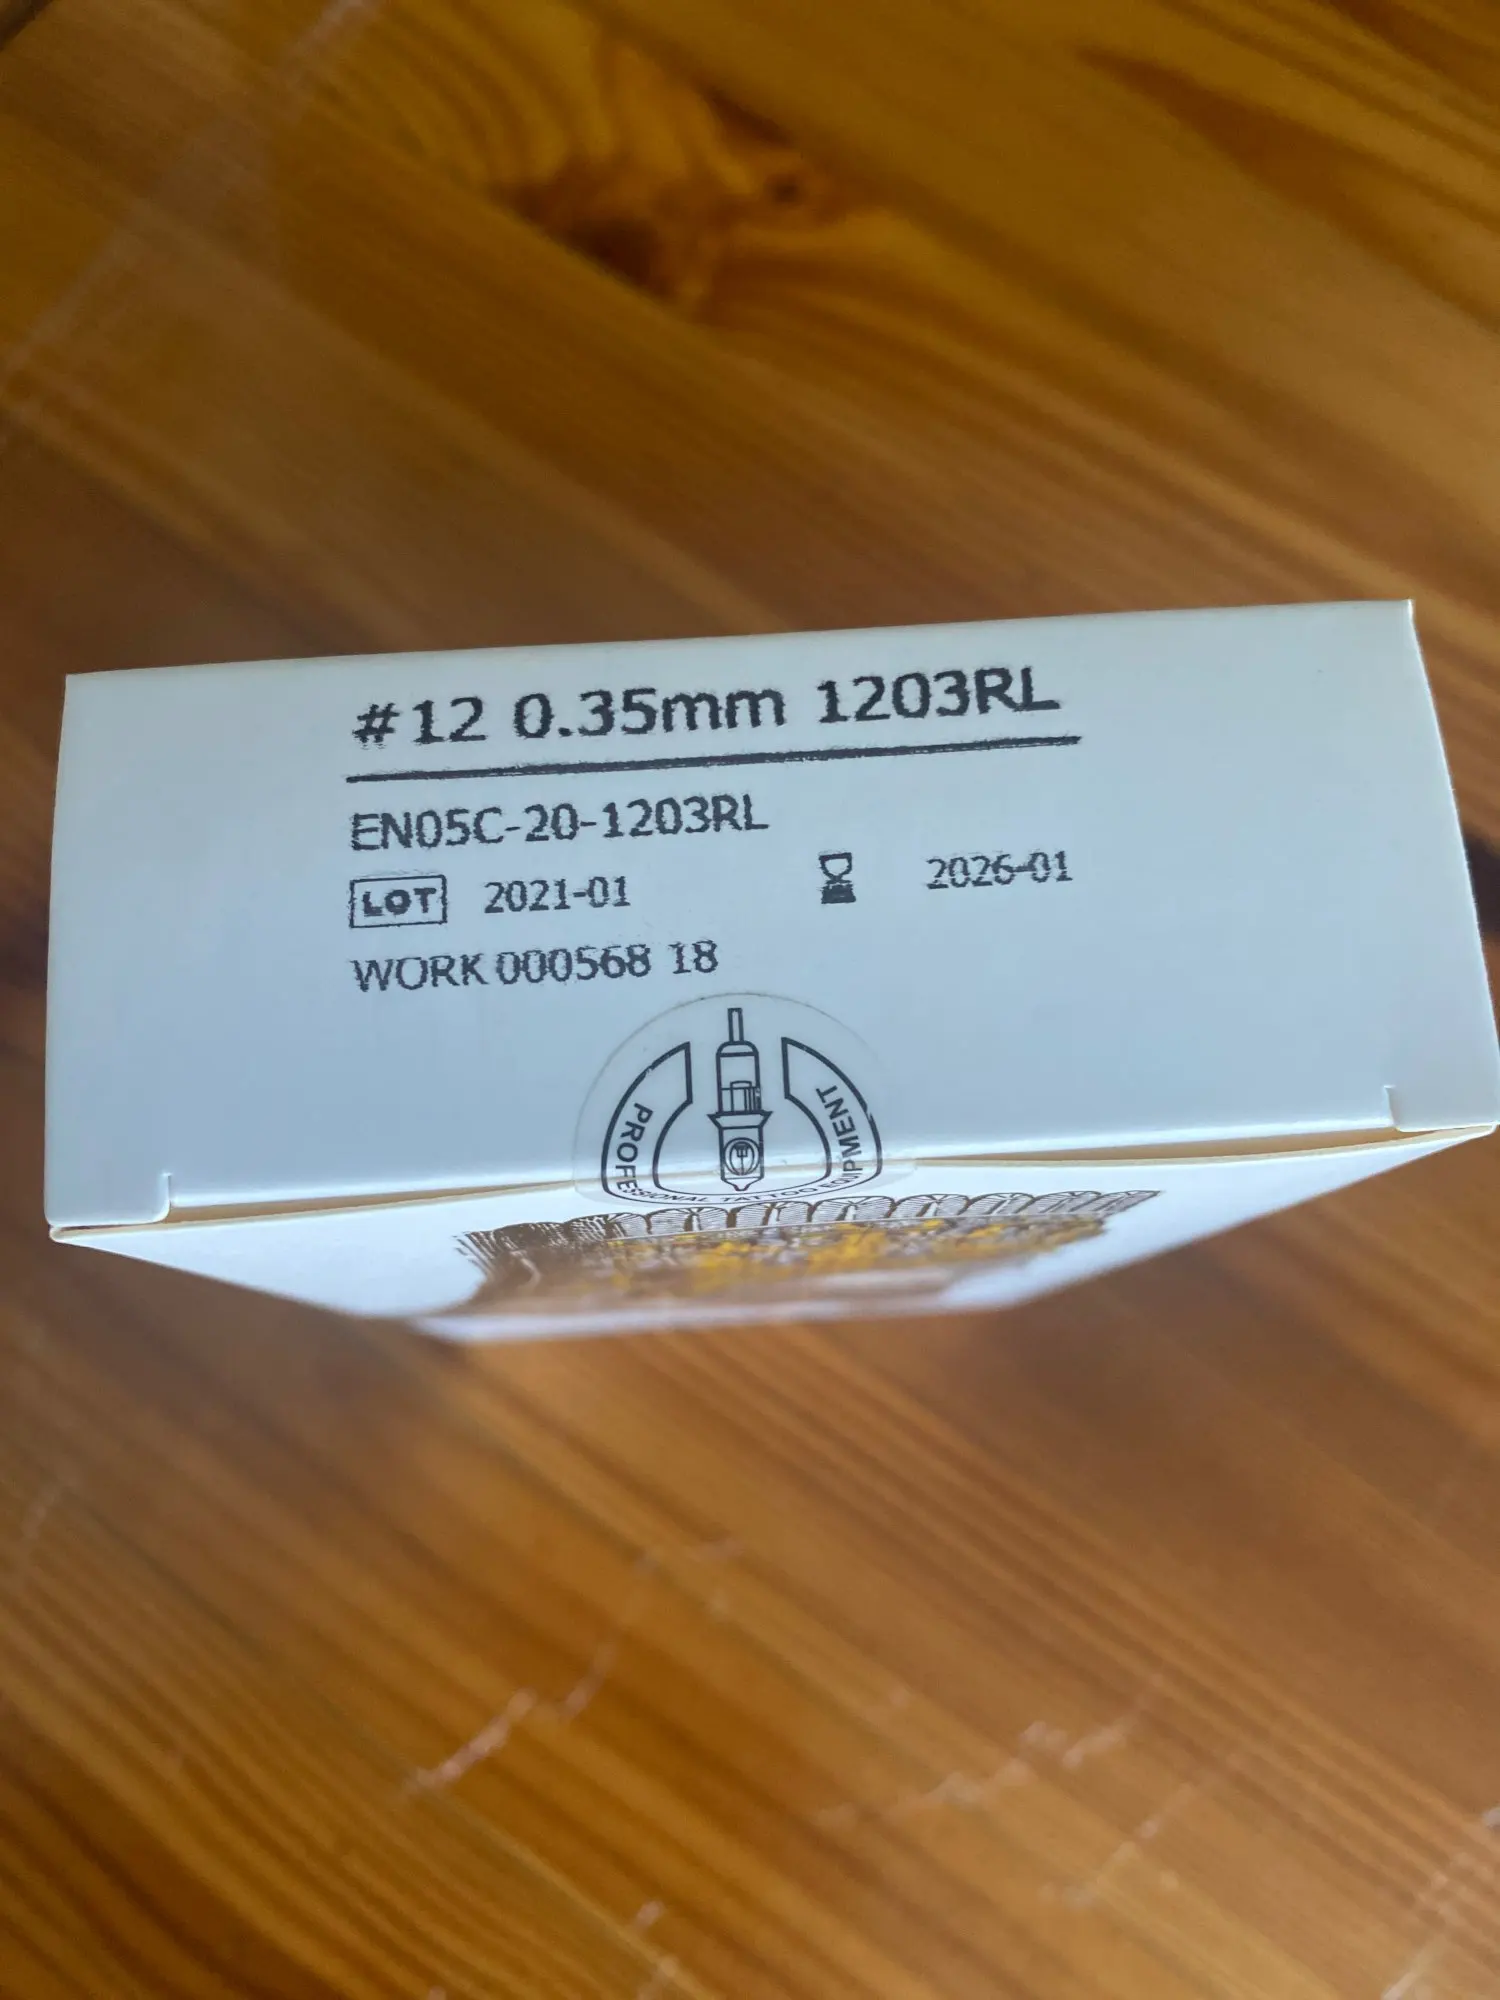 #12 0.35mm 1203RL
EN05C-20-1203RL
LOT 2021-01 2026-01
WORK 000568 18
PROFESSIONAL TATTOO EQUIPMENT